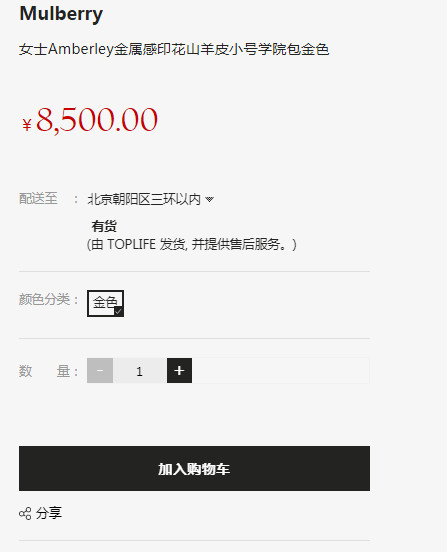 Mulberry
女士Amberley金属感印花山羊皮小号学院包金色
¥8,500.00
配送至 : 北京朝阳区三环以内
有货
(由 TOPLIFE 发货, 并提供售后服务。)
颜色分类 : 金色
数 量 : - 1 +
加入购物车
分享